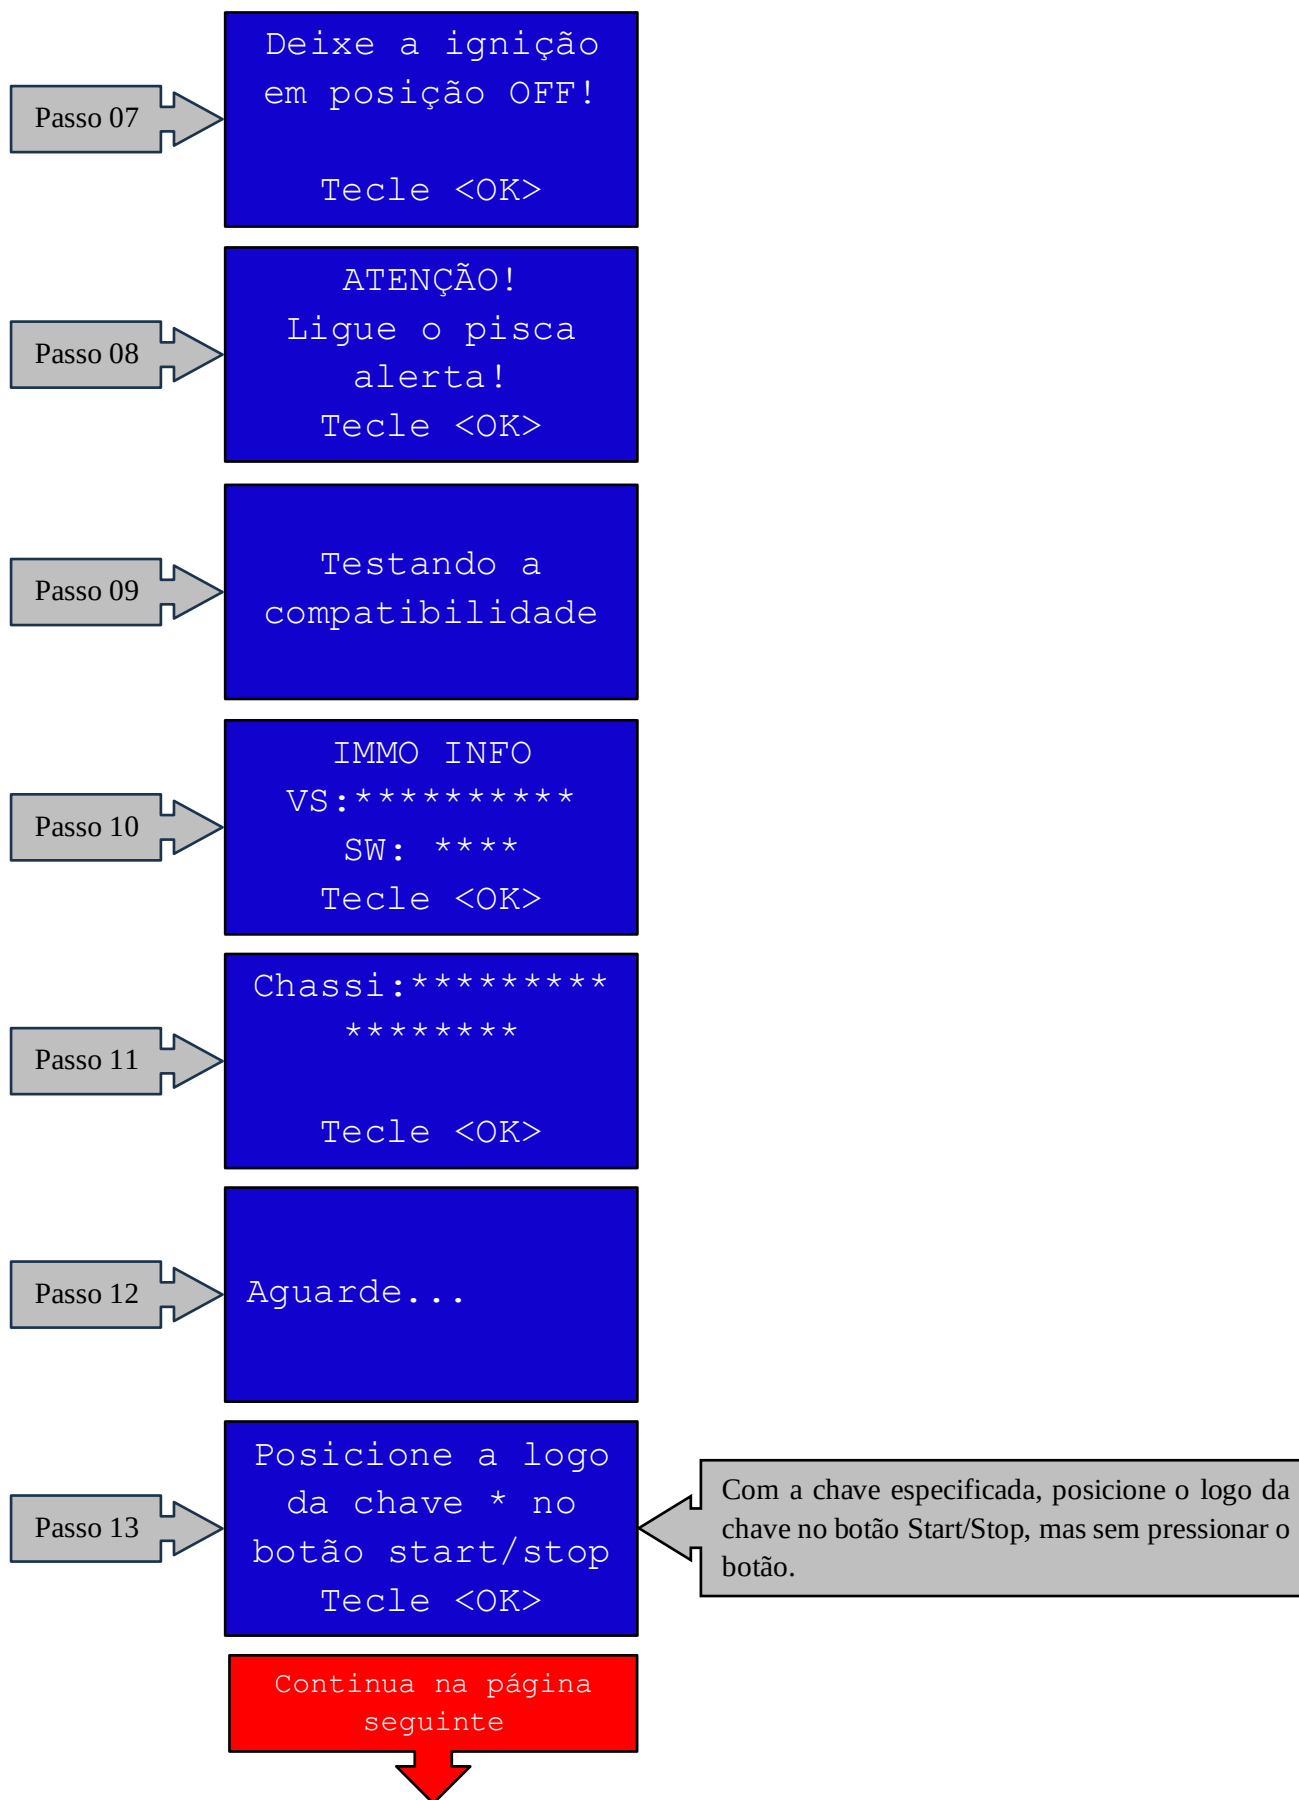 Passo 07
Deixe a ignição
em posição OFF!
Tecle <OK>
Passo 08
ATENÇÃO!
Ligue o pisca
alerta!
Tecle <OK>
Passo 09
Testando a
compatibilidade
Passo 10
IMMO INFO
VS:**********
SW: ****
Tecle <OK>
Passo 11
Chassi:*********
********
Tecle <OK>
Passo 12
Aguarde...
Passo 13
Posicione a logo
da chave * no
botão start/stop
Tecle <OK>
Com a chave especificada, posicione o logo da
chave no botão Start/Stop, mas sem pressionar o
botão.
Continua na página
seguinte